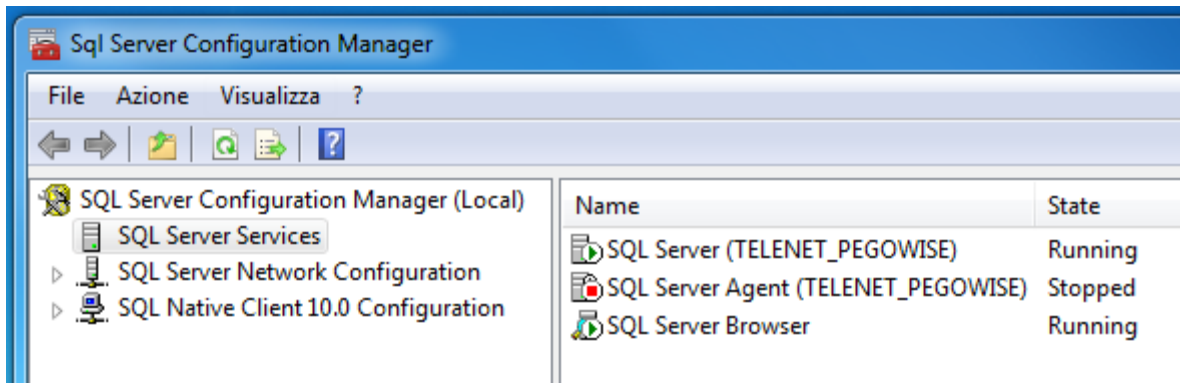 Sql Server Configuration Manager
File Azione Visualizza ?
SQL Server Configuration Manager (Local)
SQL Server Services
SQL Server Network Configuration
SQL Native Client 10.0 Configuration
Name State
SQL Server (TELENET_PEGOWISE) Running
SQL Server Agent (TELENET_PEGOWISE) Stopped
SQL Server Browser Running